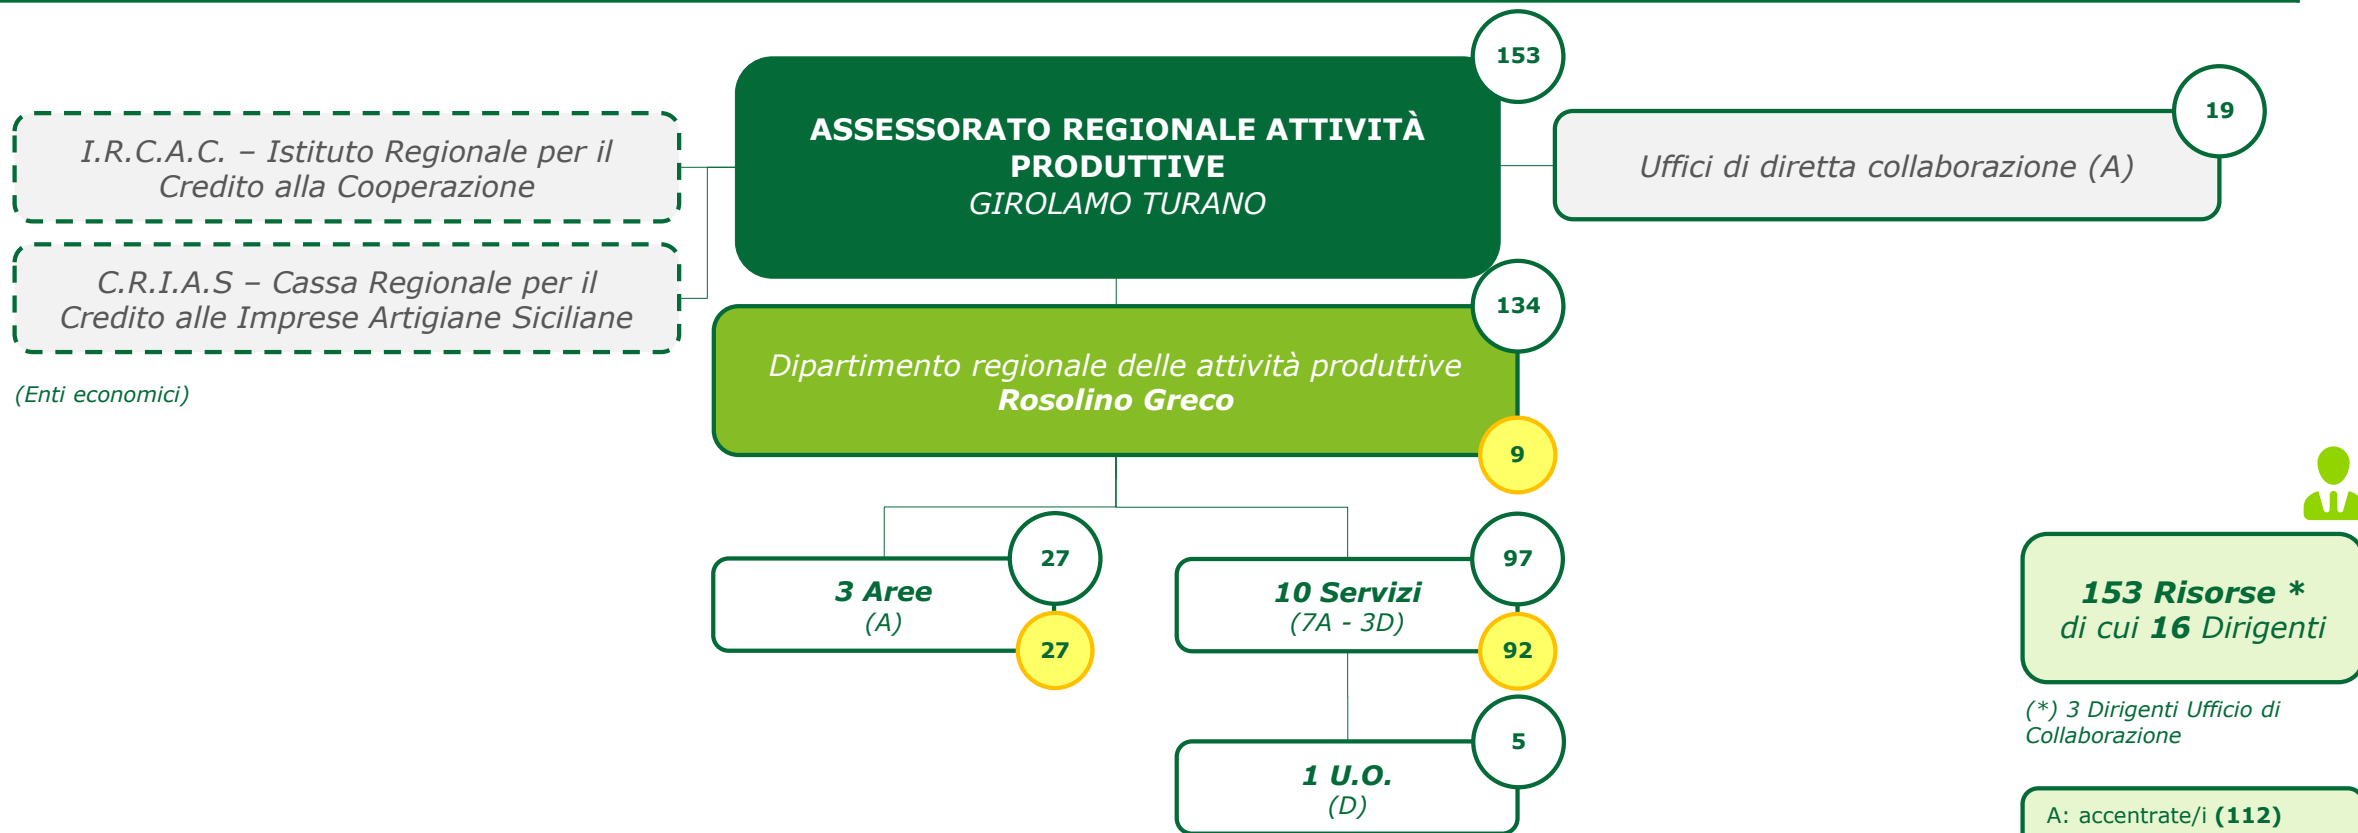 153
ASSESSORATO REGIONALE ATTIVITÀ
PRODUTTIVE
GIROLAMO TURANO
19
Uffici di diretta collaborazione (A)
I.R.C.A.C. – Istituto Regionale per il
Credito alla Cooperazione
C.R.I.A.S – Cassa Regionale per il
Credito alle Imprese Artigiane Siciliane
(Enti economici)
134
Dipartimento regionale delle attività produttive
Rosolino Greco
9
27
3 Aree
(A)
27
97
10 Servizi
(7A - 3D)
92
5
1 U.O.
(D)
153 Risorse *
di cui 16 Dirigenti
(*) 3 Dirigenti Ufficio di
Collaborazione
A: accentrate/i (112)